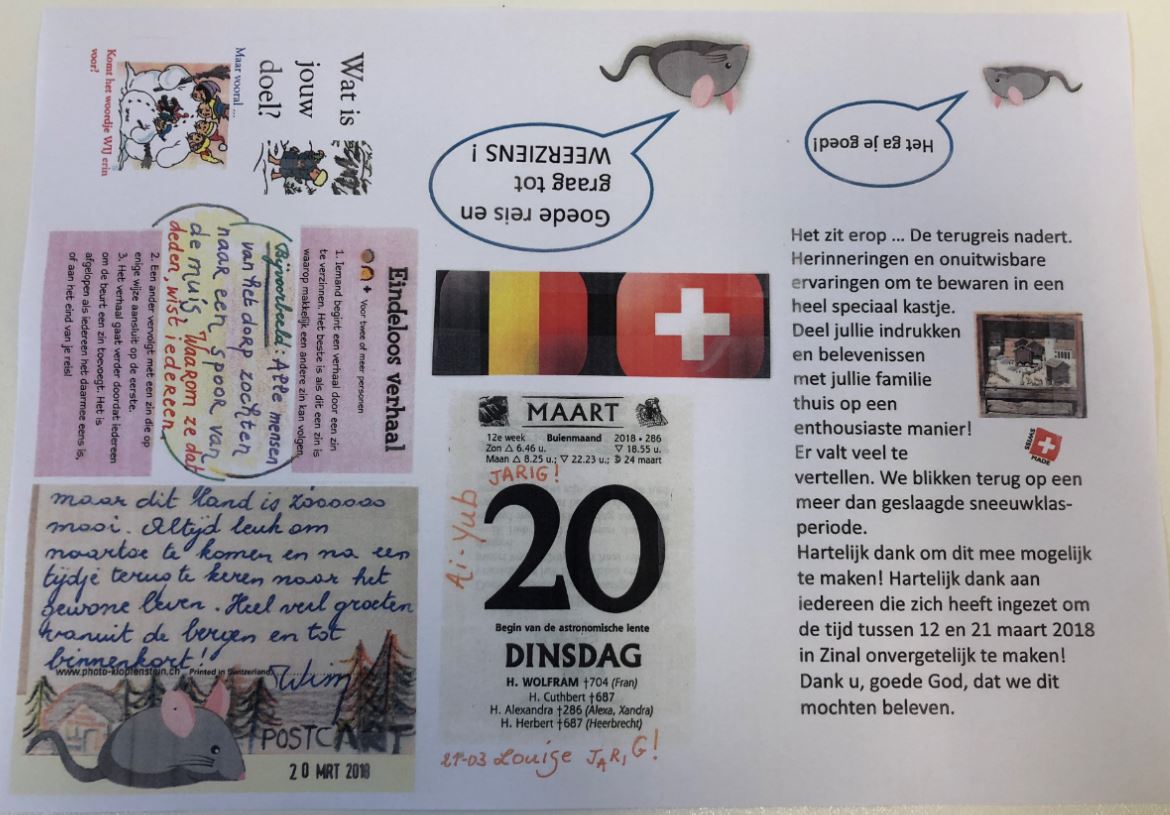 Wat is
jouw
doel?
Maar vooral ...
Komt het woordje WIJ erin
voor?
Eindeloos verhaal
+ Voor twee of meer personen
1. Iemand begint een verhaal door een zin
te verzinnen. Het beste is als dit een zin is
waarop makkelijk een andere zin kan volgen.
Bijvoorbeeld: Alle mensen
van het dorp zochten
naar een spoor van
de muis. Waarom ze dat
deden, wist iedereen.
2. Een ander vervolgt met een zin die op
enige wijze aansluit op de eerste.
3. Het verhaal gaat verder doordat iedereen
om de beurt een zin toevoegt. Het is
afgelopen als iedereen het daarmee eens is,
of aan het eind van je reis!
maar dit land is zoooooo
mooi. Altijd leuk om
naartoe te komen en na een
tijdje terug te keren naar het
gewone leven. Heel veel groeten
vanuit de bergen en tot
binnenkort!
www.photo-klopfenstein.ch Printed in Switzerland
Wim
POSTCART
20 MRT 2018
Goede reis en
graag tot
WEERZIENS !
MAART
12e week Buienmaand 2018 • 286
Zon △ 6.46 u. ▽ 18.55 u.
Maan △ 8.25 u.; ▽ 22.23 u.; ☽ 24 maart
JARIG!
Ai-Yub
20
Begin van de astronomische lente
DINSDAG
H. WOLFRAM †704 (Fran)
H. Cuthbert †687
H. Alexandra †286 (Alexa, Xandra)
H. Herbert †687 (Heerbrecht)
21-03 Louise JARIG!
Het ga je goed!
Het zit erop ... De terugreis nadert.
Herinneringen en onuitwisbare
ervaringen om te bewaren in een
heel speciaal kastje.
Deel jullie indrukken
en belevenissen
met jullie familie
thuis op een
enthousiaste manier!
Er valt veel te
vertellen. We blikken terug op een
meer dan geslaagde sneeuwklas-
periode.
Hartelijk dank om dit mee mogelijk
te maken! Hartelijk dank aan
iedereen die zich heeft ingezet om
de tijd tussen 12 en 21 maart 2018
in Zinal onvergetelijk te maken!
Dank u, goede God, dat we dit
mochten beleven.
SWISS
MADE